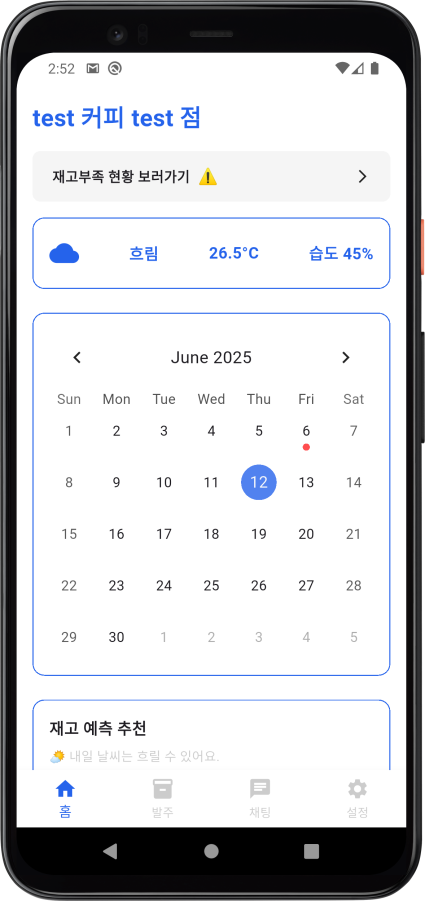 2:52
test 커피 test 점
재고부족 현황 보러가기 ⚠️
흐림 26.5°C 습도 45%
June 2025
Sun Mon Tue Wed Thu Fri Sat
1 2 3 4 5 6 7
8 9 10 11 12 13 14
15 16 17 18 19 20 21
22 23 24 25 26 27 28
29 30 1 2 3 4 5
재고 예측 추천
🌤️ 내일 날씨는 흐릴 수 있어요.
홈 발주 채팅 설정